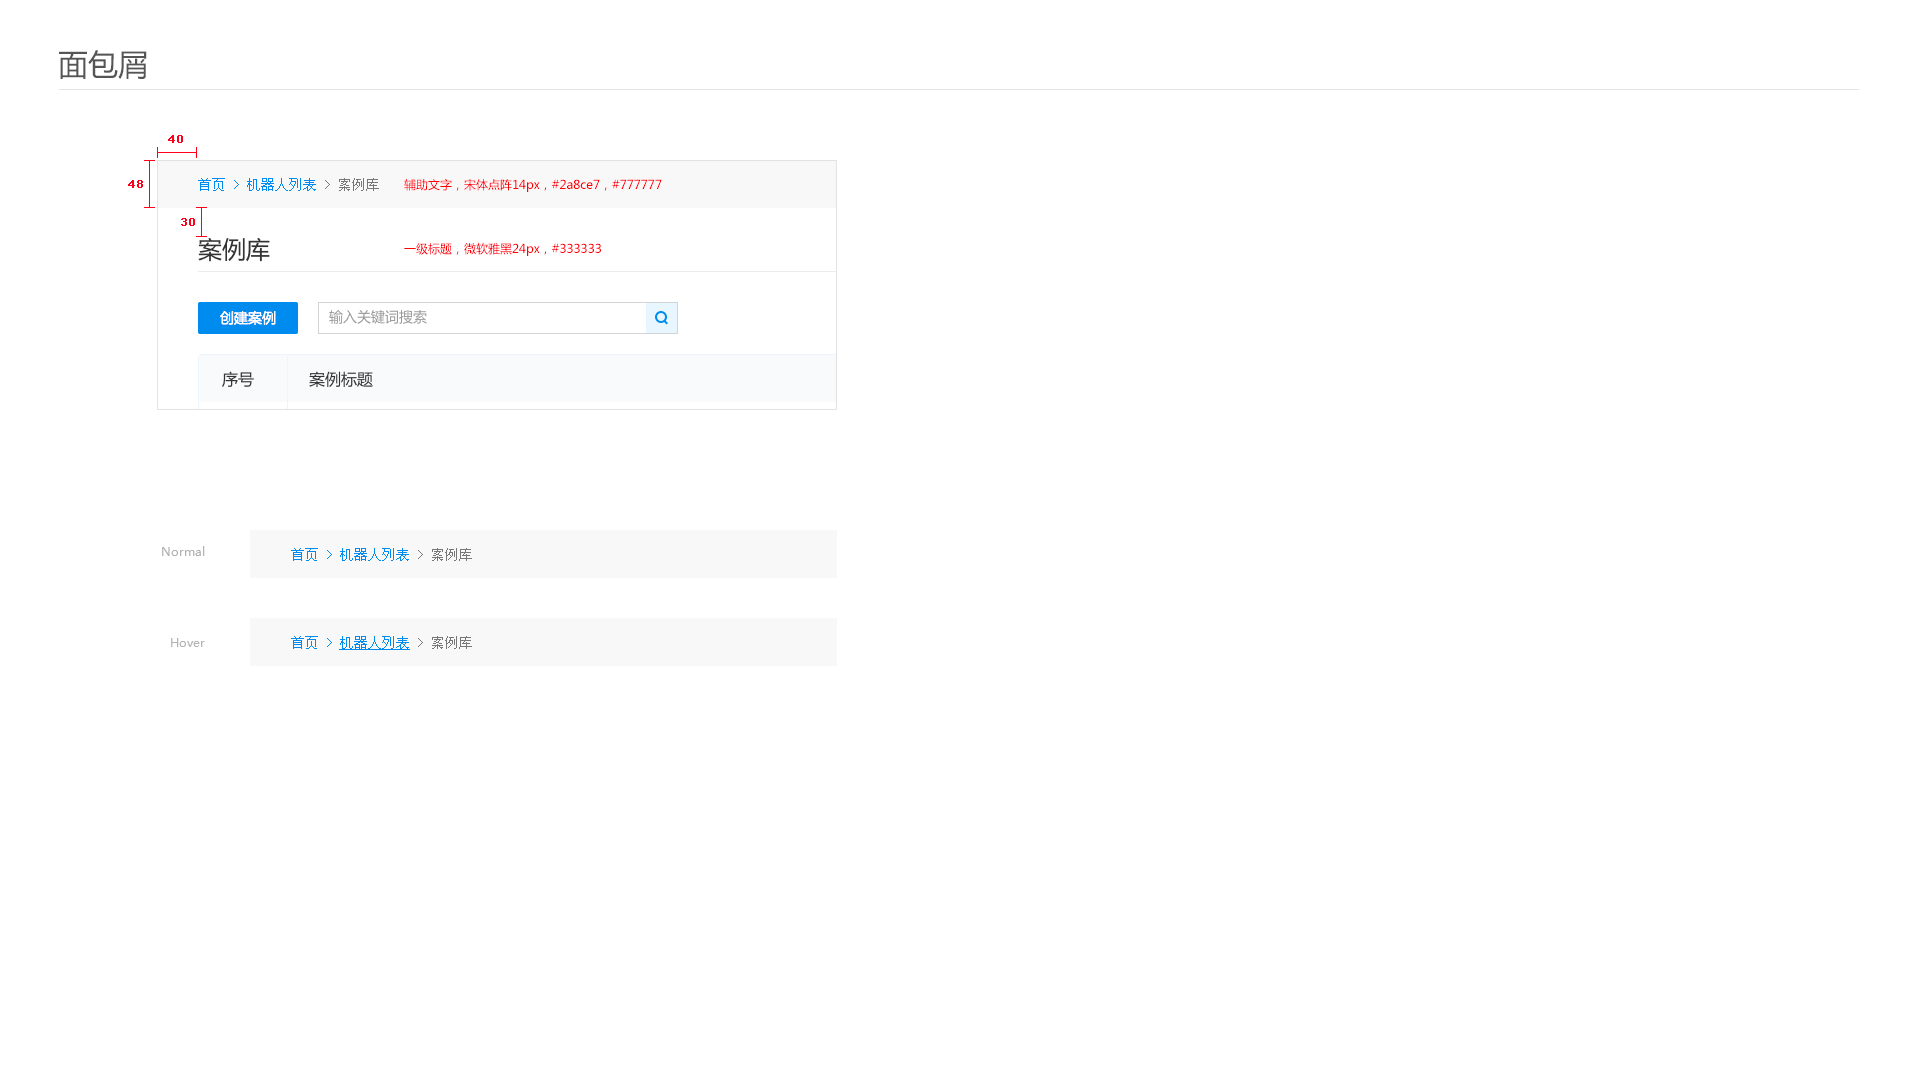 面包屑
40
48
首页 > 机器人列表 > 案例库 辅助文字，宋体点阵14px，#2a8ce7，#777777
30
案例库 一级标题，微软雅黑24px，#333333
创建案例 输入关键词搜索
序号 案例标题
Normal 首页 > 机器人列表 > 案例库
Hover 首页 > 机器人列表 > 案例库